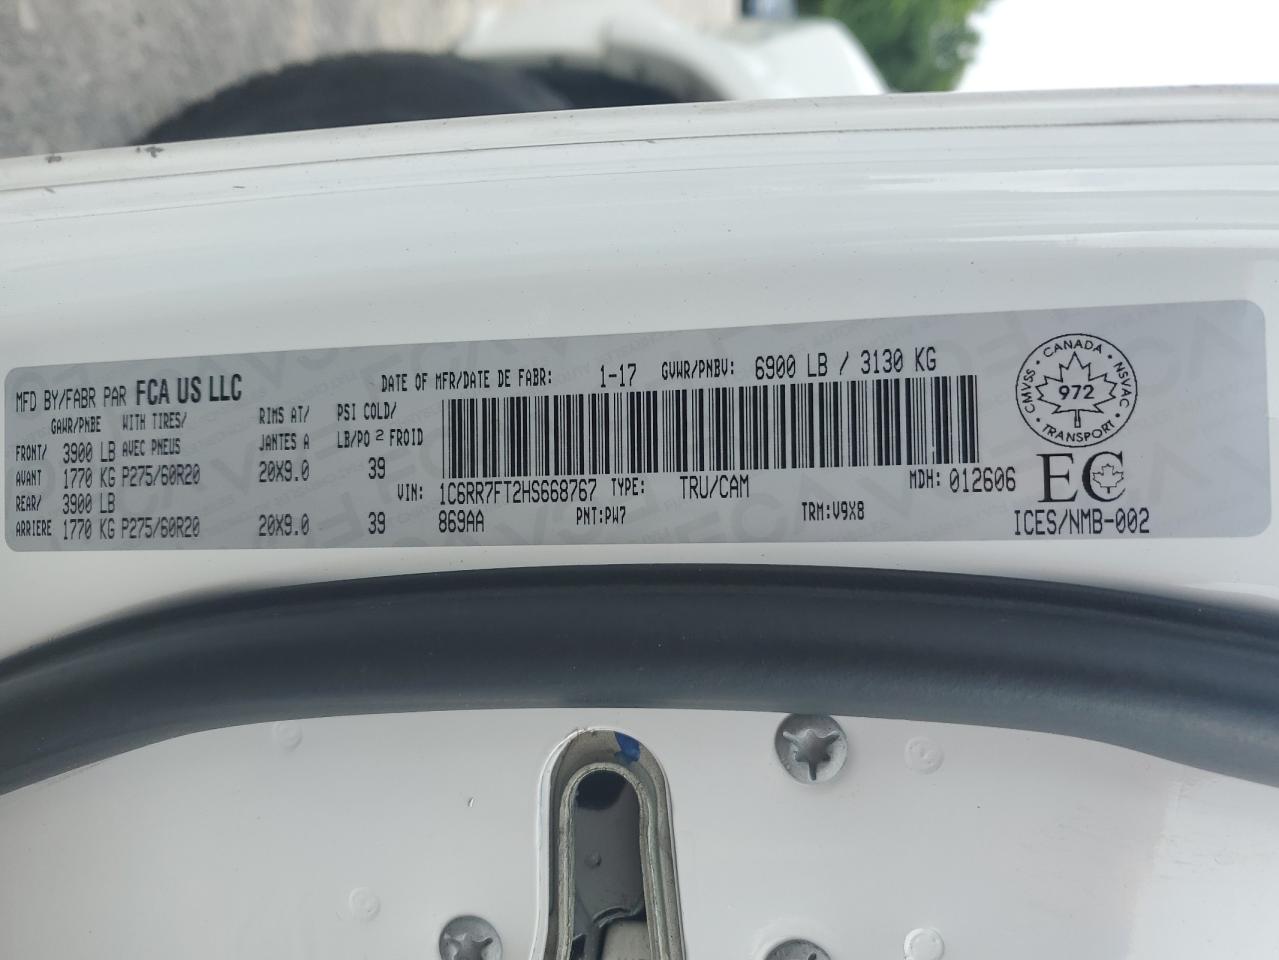 MFD BY/FABR PAR FCA US LLC
DATE OF MFR/DATE DE FABR: 1-17 GVWR/PNBV: 6900 LB / 3130 KG
GAWR/PNBE WITH TIRES/ RIMS AT/ PSI COLD/
FRONT/ 3900 LB AVEC PNEUS JANTES A LB/PO 2 FROID
AVANT 1770 KG P275/60R20 20X9.0 39
REAR/ 3900 LB
ARRIERE 1770 KG P275/60R20 20X9.0 39
VIN: 1C6RR7FT2HS668767 TYPE: TRU/CAM MDH: 012606
869AA PNT:PW7 TRM:V9X8
CANADA
CMVSS NSVAC
972
TRANSPORT
EC
ICES/NMB-002